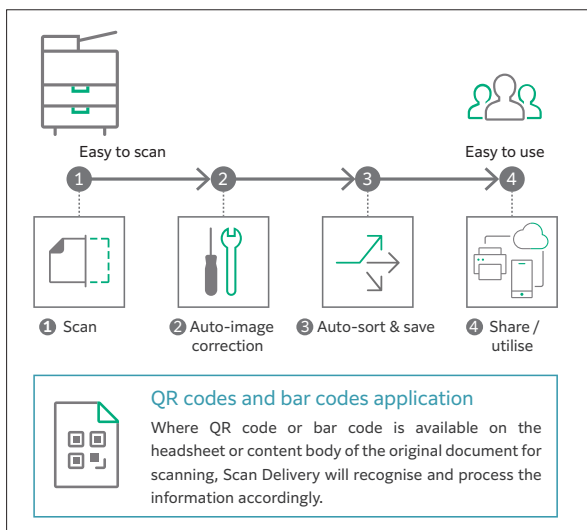 Easy to scan
Easy to use
1
2
3
4
1 Scan
2 Auto-image
correction
3 Auto-sort & save
4 Share /
utilise
QR codes and bar codes application
Where QR code or bar code is available on the
headsheet or content body of the original document for
scanning, Scan Delivery will recognise and process the
information accordingly.